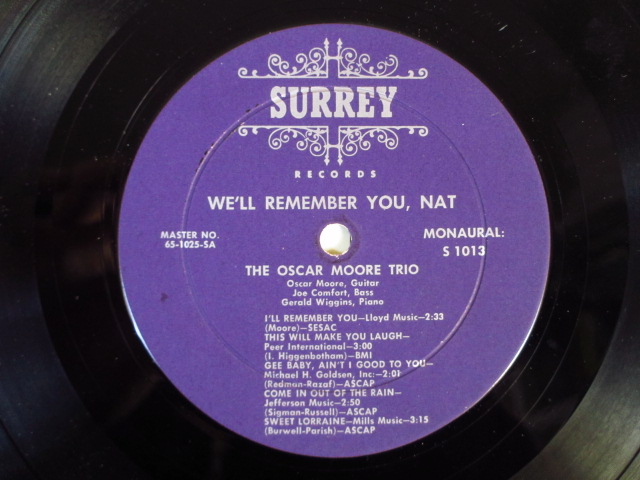 SURREY
RECORDS
WE'LL REMEMBER YOU, NAT
MASTER NO.
65-1025-SA
MONAURAL:
S 1013
THE OSCAR MOORE TRIO
Oscar Moore, Guitar
Joe Comfort, Bass
Gerald Wiggins, Piano
I'LL REMEMBER YOU—Lloyd Music—2:33
(Moore)—SESAC
THIS WILL MAKE YOU LAUGH—
Peer International—3:00
(I. Higgenbotham)—BMI
GEE BABY, AIN'T I GOOD TO YOU—
Michael H. Goldsen, Inc:—2:01
(Redman-Razaf)—ASCAP
COME IN OUT OF THE RAIN—
Jefferson Music—2:50
(Sigman-Russell)—ASCAP
SWEET LORRAINE—Mills Music—3:15
(Burwell-Parish)—ASCAP